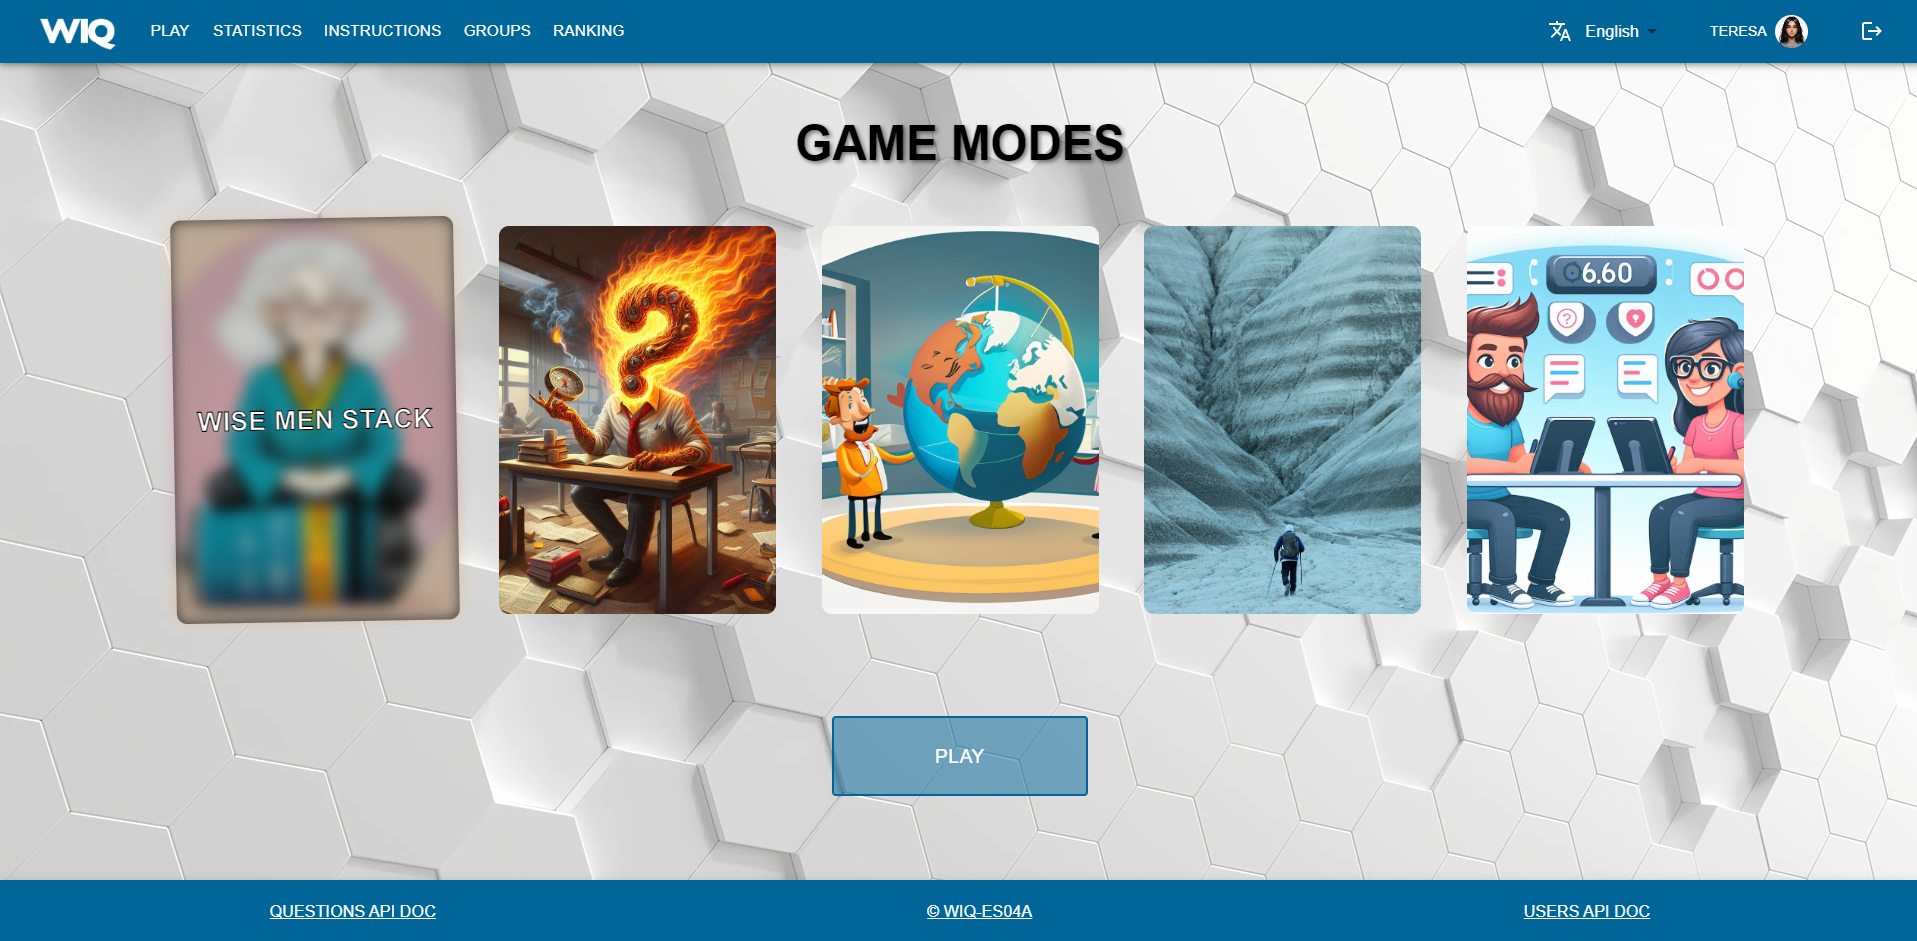 WIQ PLAY STATISTICS INSTRUCTIONS GROUPS RANKING English TERESA
GAME MODES
WISE MEN STACK
?
6.60
?
PLAY
QUESTIONS API DOC © WIQ-ES04A USERS API DOC